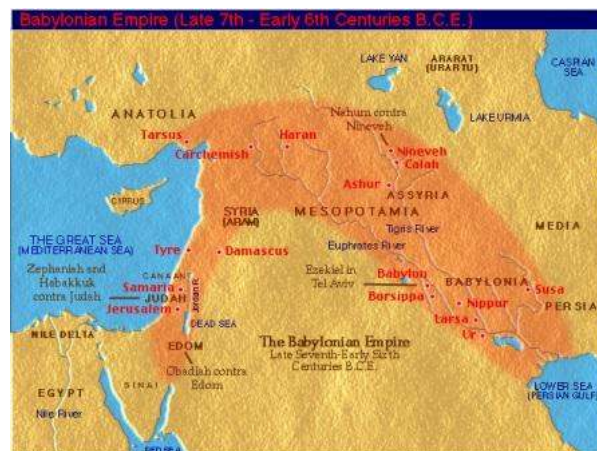 Babylonian Empire (Late 7th - Early 6th Centuries B.C.E.)
CASPIAN
SEA
LAKE VAN
ARARAT
(URARTU)
ANATOLIA
Nahum contra
Nineveh
LAKE URMIA
Tarsus
Haran
Carchemish
Nineveh
Calah
Ashur
ASSYRIA
CYPRUS
SYRIA
(ARAM)
MESOPOTAMIA
MEDIA
Tigris River
THE GREAT SEA
(MEDITERRANEAN SEA)
Tyre
Damascus
Euphrates River
Zephaniah and
Habakkuk
contra Judah
CANAAN
Ezekiel in
Tel Aviv
Babylon
BABYLONIA
Susa
Samaria
JUDAH
Jordan R.
Borsippa
Nippur
PERSIA
Jerusalem
Larsa
DEAD SEA
Ur
NILE DELTA
EDOM
The Babylonian Empire
Late Seventh-Early Sixth
Centuries B.C.E.
Obadiah contra
Edom
SINAI
EGYPT
Nile River
LOWER SEA
(PERSIAN GULF)
RED SEA